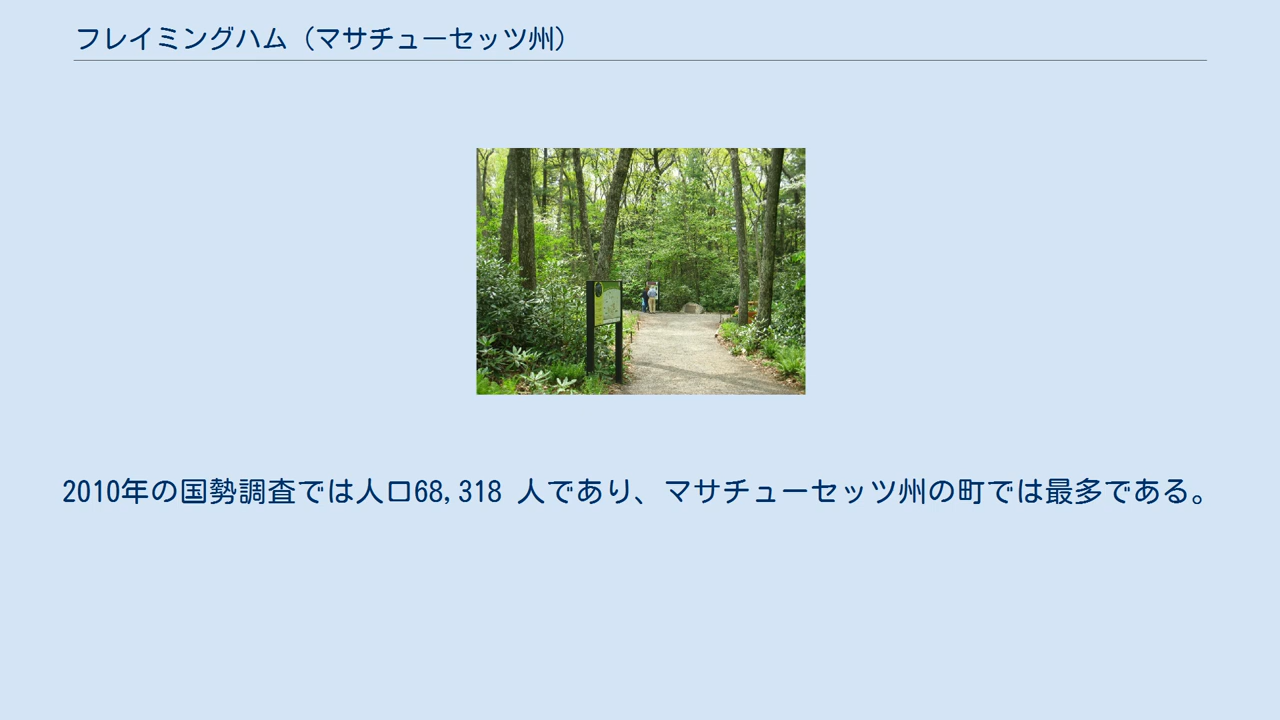 フレイミングハム（マサチューセッツ州）
2010年の国勢調査では人口68,318 人であり、マサチューセッツ州の町では最多である。